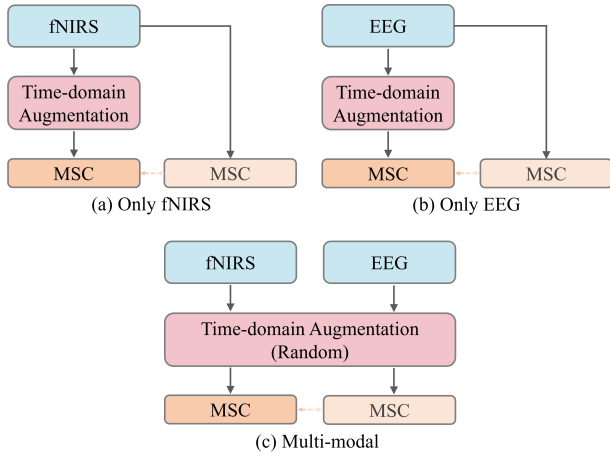 fNIRS
Time-domain
Augmentation
MSC
MSC
(a) Only fNIRS
EEG
Time-domain
Augmentation
MSC
MSC
(b) Only EEG
fNIRS
EEG
Time-domain Augmentation
(Random)
MSC
MSC
(c) Multi-modal